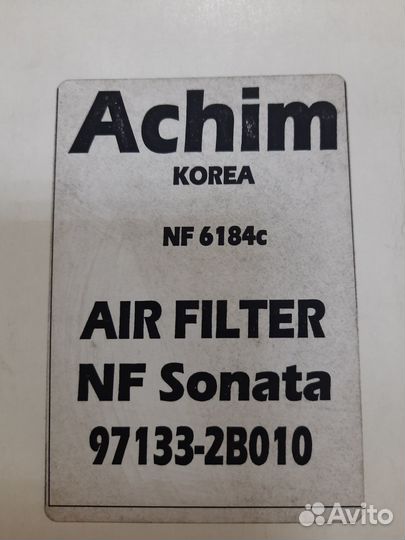 Achim
KOREA
NF 6184c
AIR FILTER
NF Sonata
97133-2B010
Avito